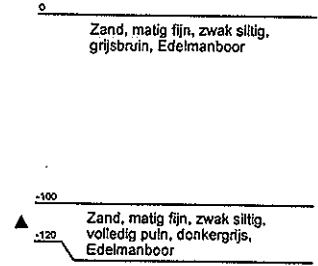 0
Zand, matig fijn, zwak siltig,
grijsbruin, Edelmanboor
-100
Zand, matig fijn, zwak siltig,
-120 volledig puin, donkergrijs,
Edelmanboor